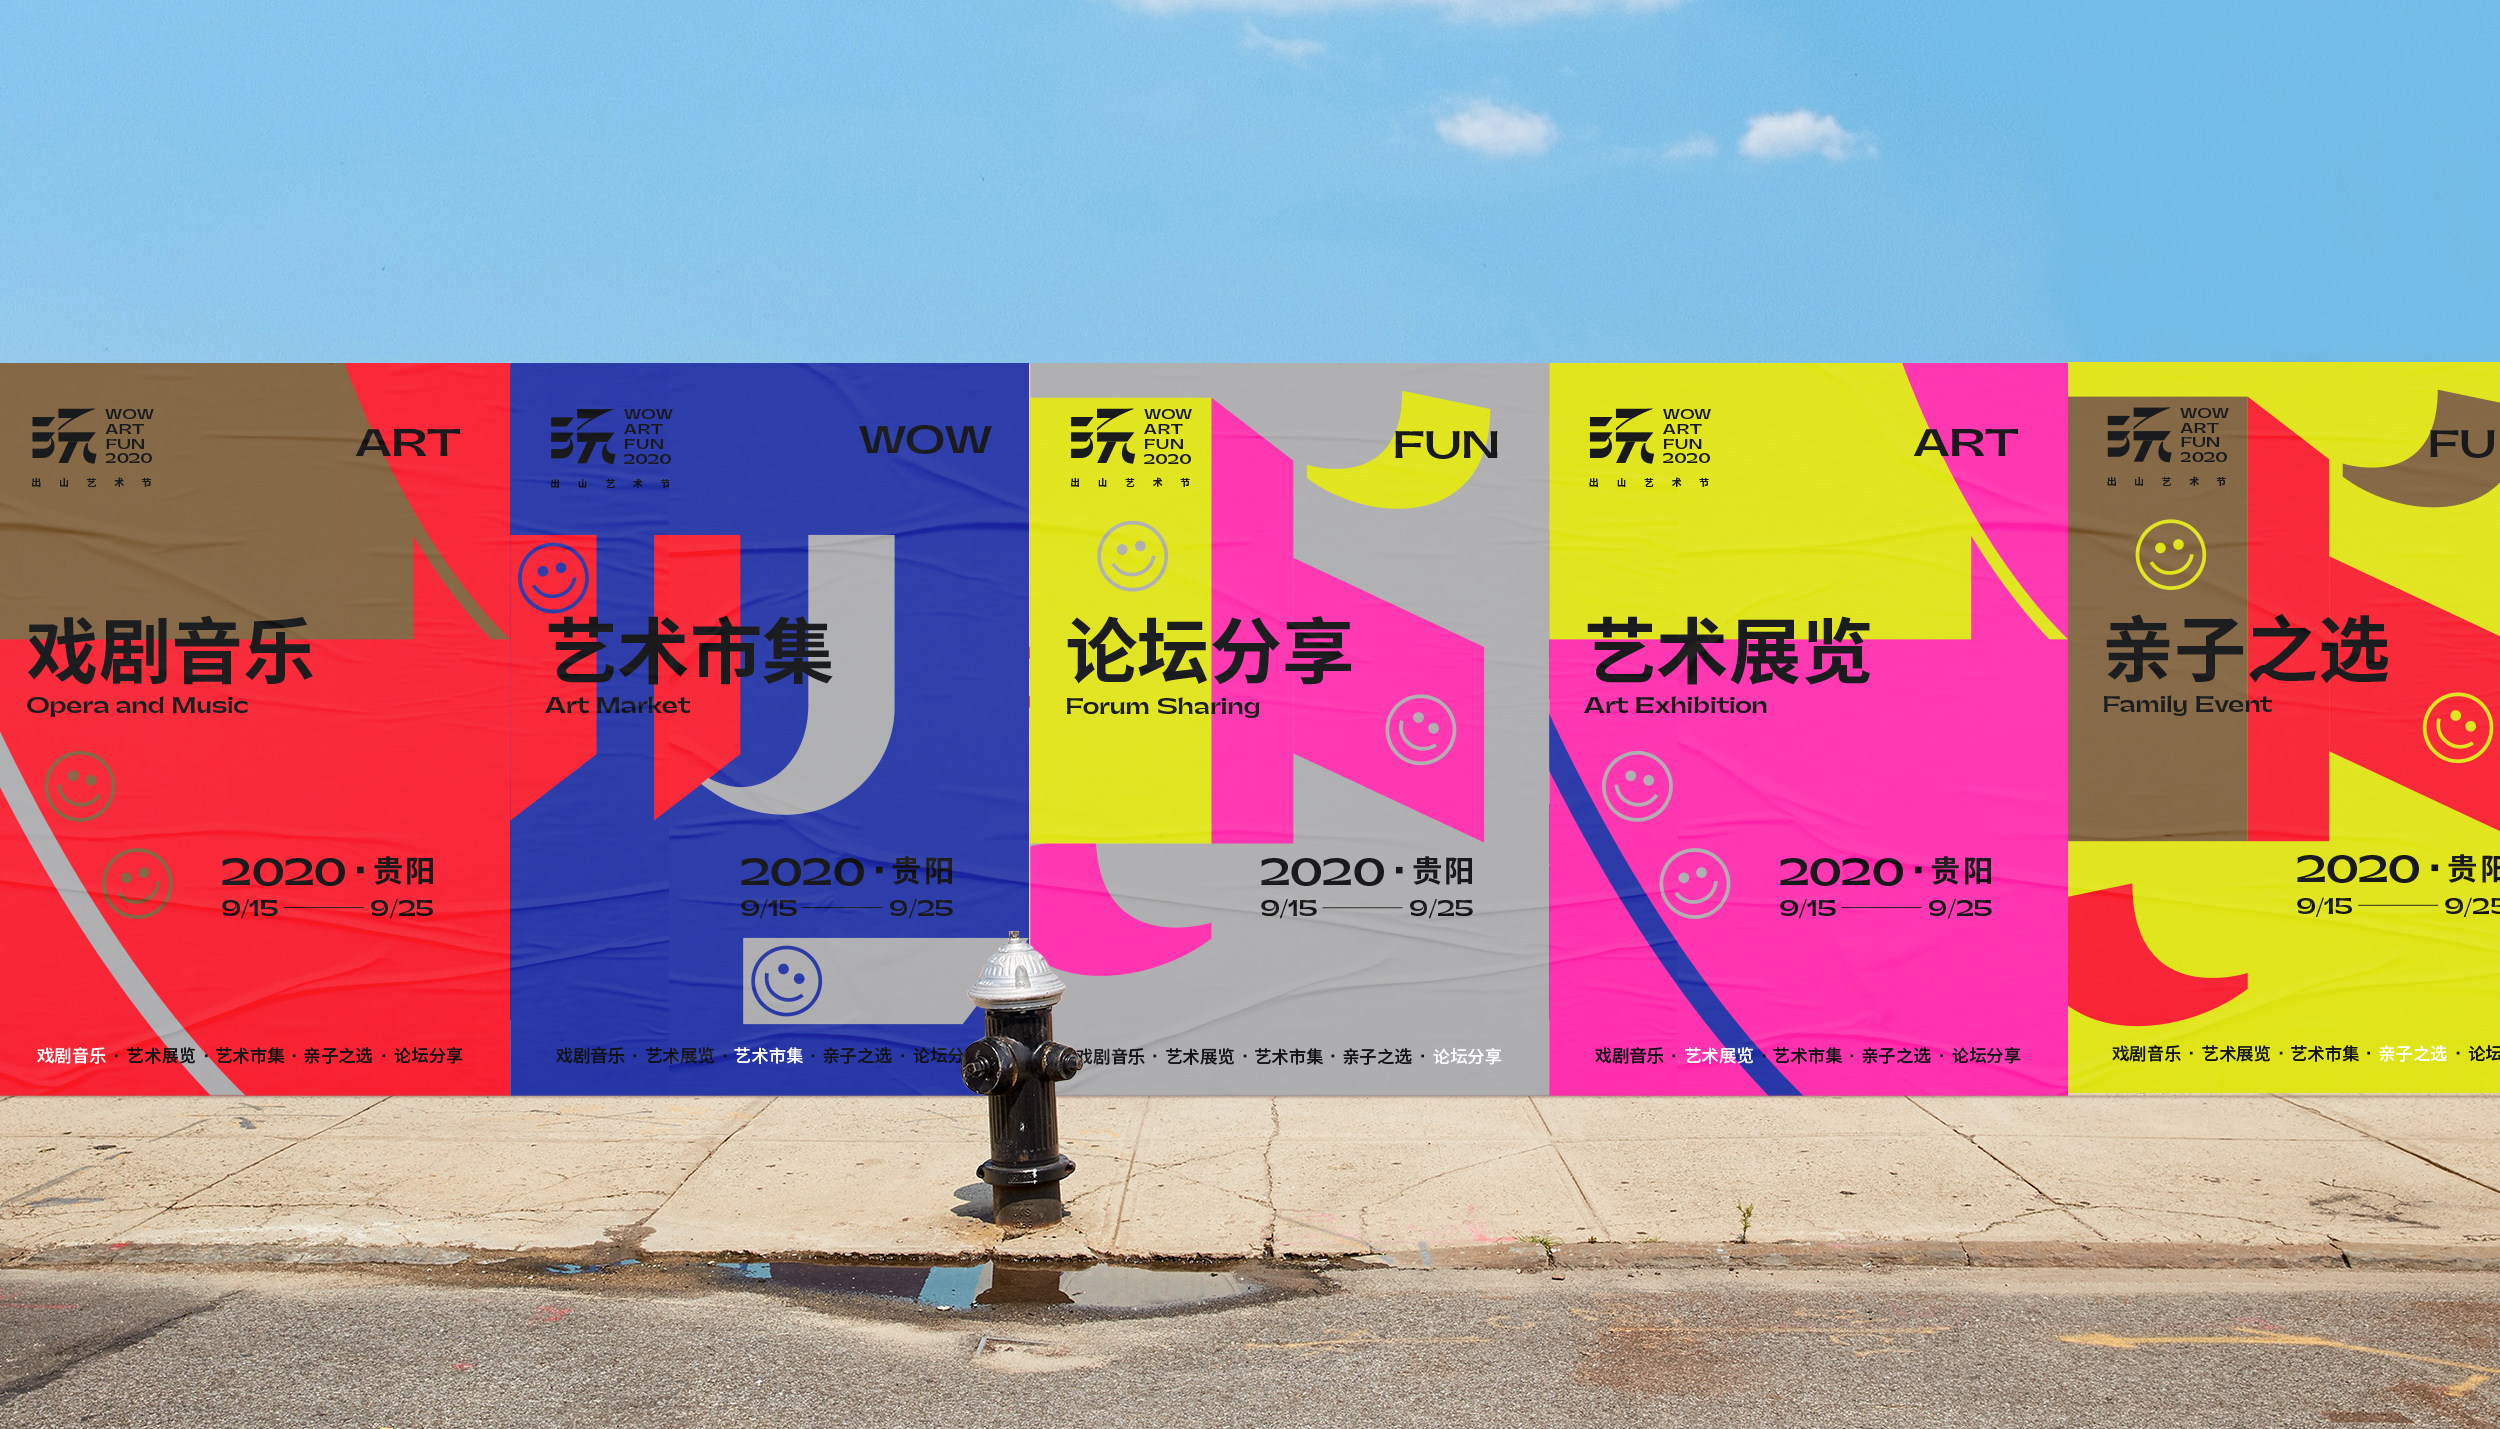 玩
WOW
ART
FUN
2020
出山艺术节
ART
戏剧音乐
Opera and Music
2020·贵阳
9/15 — 9/25
戏剧音乐·艺术展览·艺术市集·亲子之选·论坛分享
玩
WOW
ART
FUN
2020
出山艺术节
WOW
艺术市集
Art Market
2020·贵阳
9/15 — 9/25
戏剧音乐·艺术展览·艺术市集·亲子之选·论坛分
玩
WOW
ART
FUN
2020
出山艺术节
FUN
论坛分享
Forum Sharing
2020·贵阳
9/15 — 9/25
戏剧音乐·艺术展览·艺术市集·亲子之选·论坛分享
玩
WOW
ART
FUN
2020
出山艺术节
ART
艺术展览
Art Exhibition
2020·贵阳
9/15 — 9/25
戏剧音乐·艺术展览·艺术市集·亲子之选·论坛分享
玩
WOW
ART
FUN
2020
出山艺术节
FU
亲子之选
Family Event
2020·贵阳
9/15 — 9/25
戏剧音乐·艺术展览·艺术市集·亲子之选·论坛